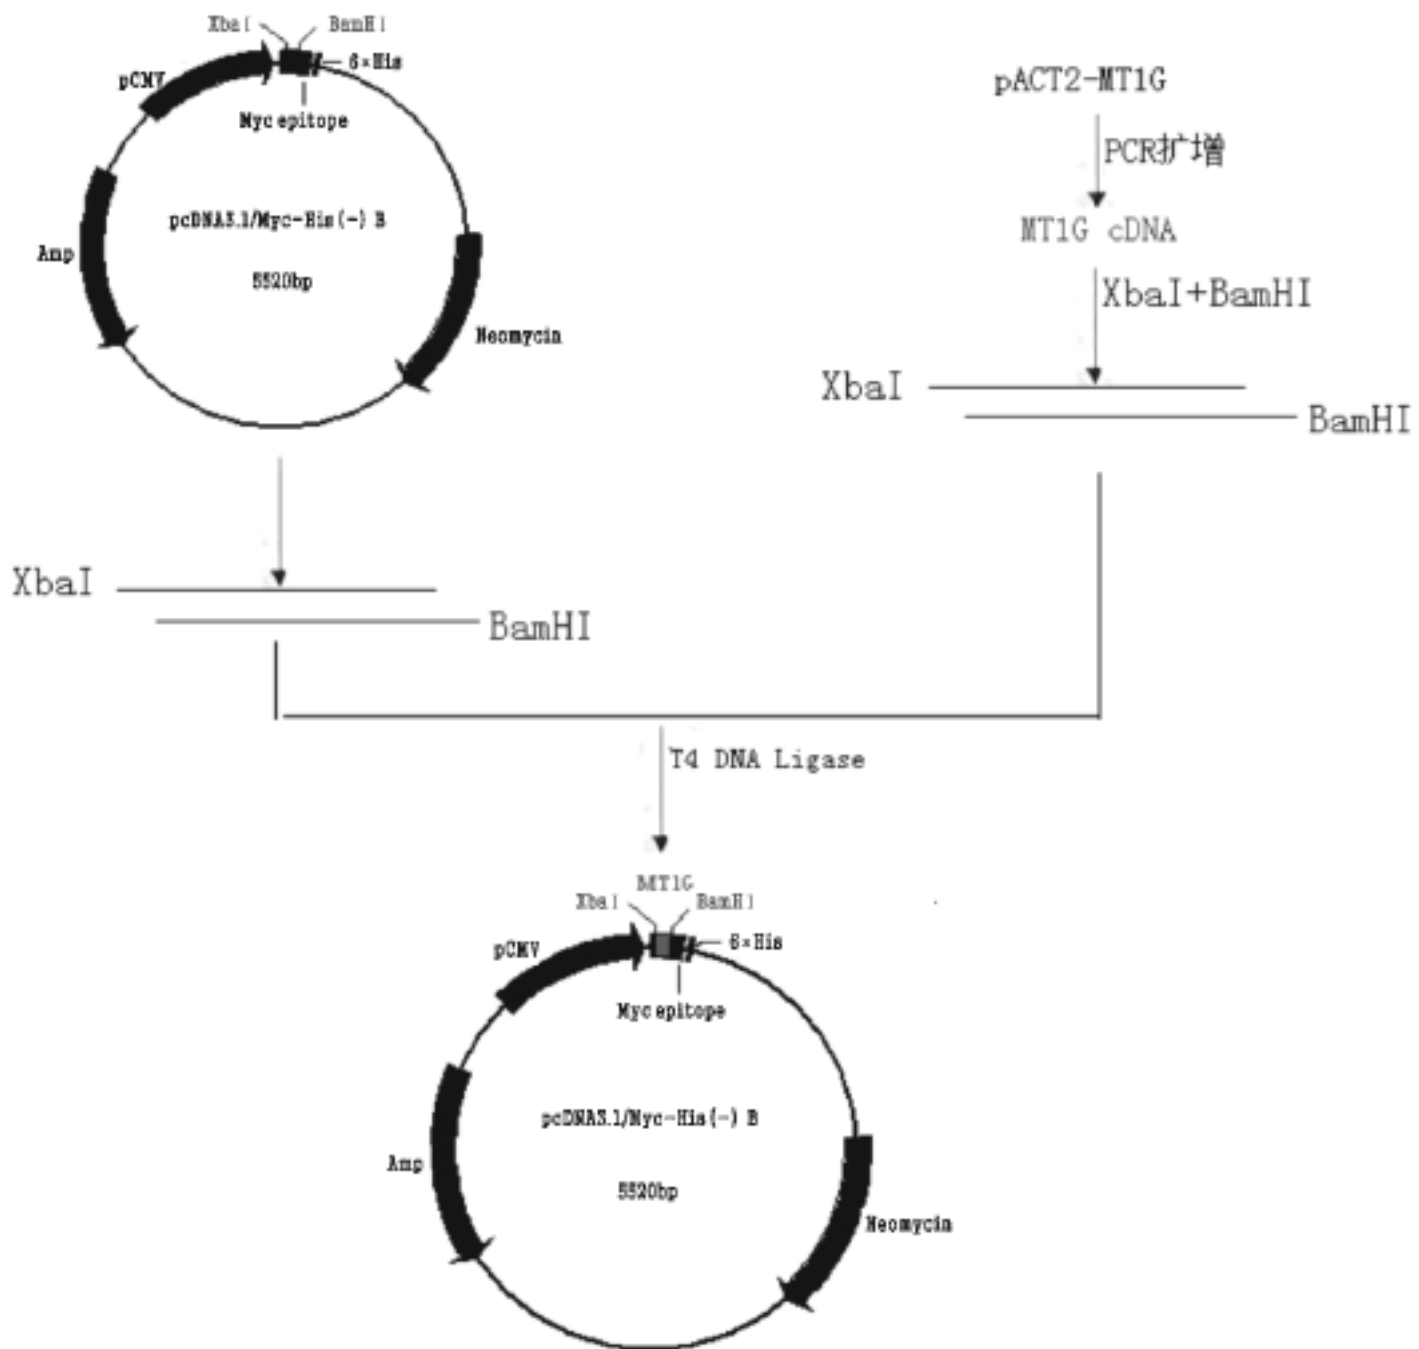 XbaI
BamHI
pCMV
6×His
Myc epitope
pcDNA3.1/Myc-His(-) B
5520bp
Amp
Neomycin
pACT2-MT1G
PCR扩增
MT1G cDNA
XbaI+BamHI
XbaI
BamHI
XbaI
BamHI
T4 DNA Ligase
MT1G
XbaI
BamHI
pCMV
6×His
Myc epitope
pcDNA3.1/Myc-His(-) B
5520bp
Amp
Neomycin